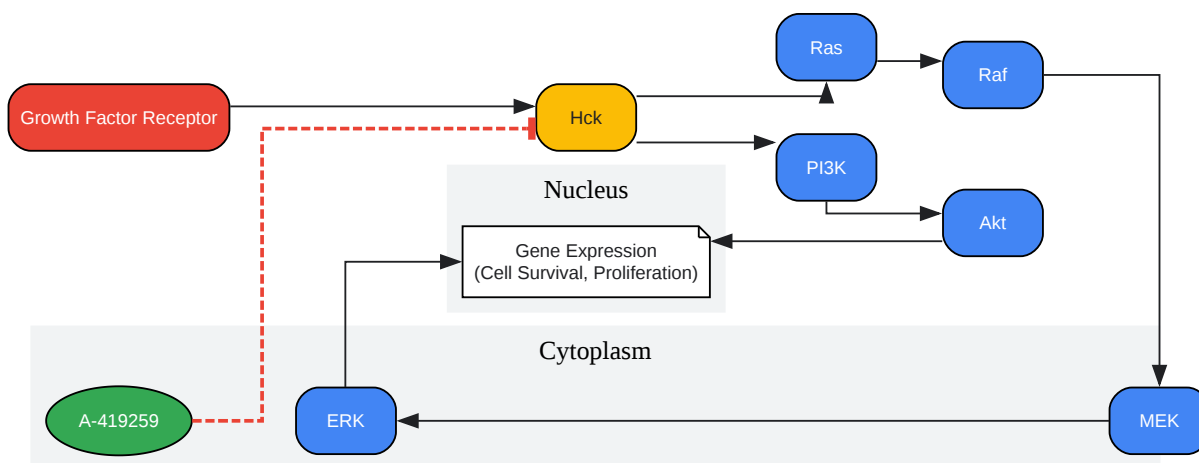 Ras
Raf
Growth Factor Receptor
Hck
PI3K
Nucleus
Akt
Gene Expression
(Cell Survival, Proliferation)
Cytoplasm
A-419259
ERK
MEK